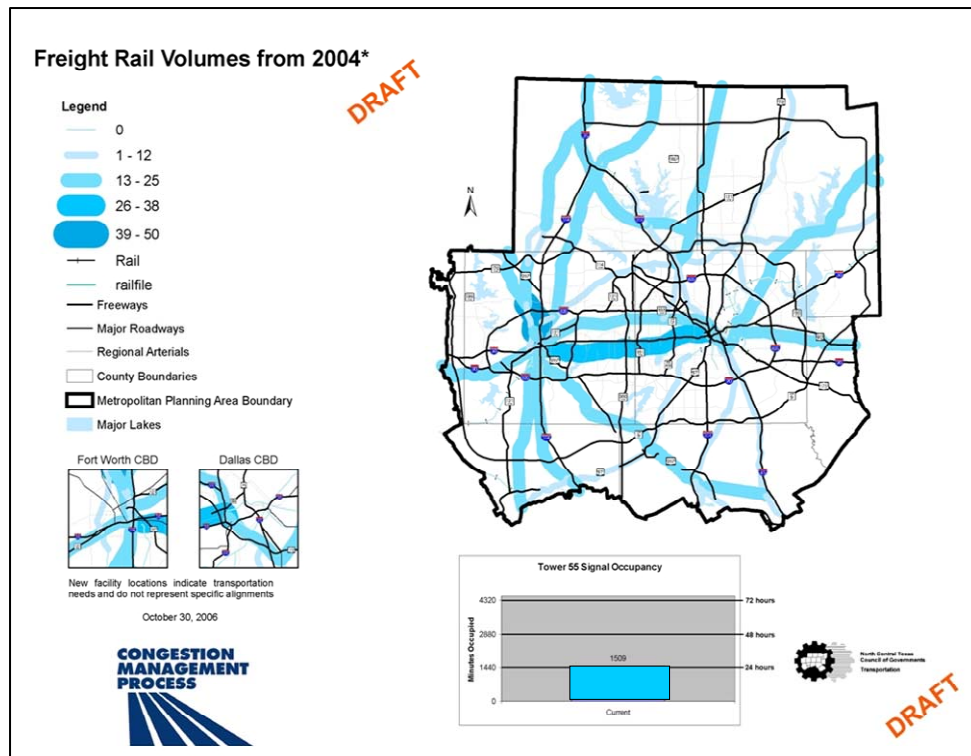 Freight Rail Volumes from 2004*
DRAFT
Legend
0
1 - 12
13 - 25
26 - 38
39 - 50
Rail
railfile
Freeways
Major Roadways
Regional Arterials
County Boundaries
Metropolitan Planning Area Boundary
Major Lakes
N
Fort Worth CBD
Dallas CBD
New facility locations indicate transportation
needs and do not represent specific alignments
October 30, 2006
CONGESTION
MANAGEMENT
PROCESS
Tower 55 Signal Occupancy
Minutes Occupied
4320
2880
1440
0
1509
72 hours
48 hours
24 hours
Current
North Central Texas
Council of Governments
Transportation
DRAFT